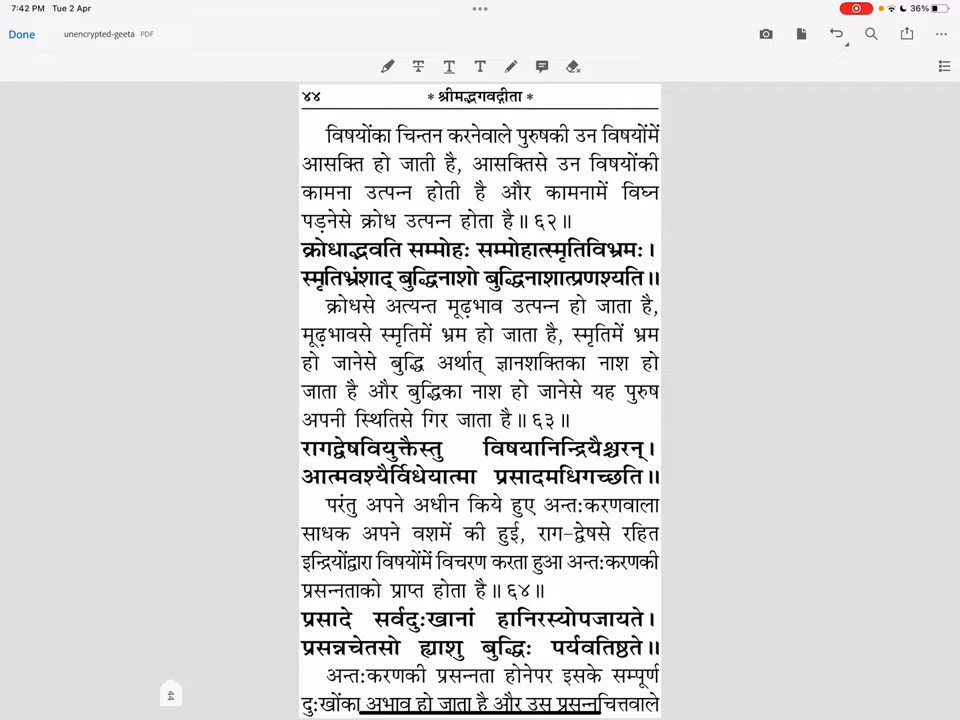 7:42 PM Tue 2 Apr
36%
Done
unencrypted-geeta PDF
४४
* श्रीमद्भगवद्गीता *
विषयोंका चिन्तन करनेवाले पुरुषकी उन विषयोंमें
आसक्ति हो जाती है, आसक्तिसे उन विषयोंकी
कामना उत्पन्न होती है और कामनामें विघ्न
पड़नेसे क्रोध उत्पन्न होता है॥ ६२॥
क्रोधाद्भवति सम्मोहः सम्मोहात्स्मृतिविभ्रमः।
स्मृतिभ्रंशाद् बुद्धिनाशो बुद्धिनाशात्प्रणश्यति॥
क्रोधसे अत्यन्त मूढ़भाव उत्पन्न हो जाता है,
मूढ़भावसे स्मृतिमें भ्रम हो जाता है, स्मृतिमें भ्रम
हो जानेसे बुद्धि अर्थात् ज्ञानशक्तिका नाश हो
जाता है और बुद्धिका नाश हो जानेसे यह पुरुष
अपनी स्थितिसे गिर जाता है॥ ६३॥
रागद्वेषवियुक्तैस्तु विषयानिन्द्रियैश्चरन्।
आत्मवश्यैर्विधेयात्मा प्रसादमधिगच्छति॥
परंतु अपने अधीन किये हुए अन्तःकरणवाला
साधक अपने वशमें की हुई, राग-द्वेषसे रहित
इन्द्रियोंद्वारा विषयोंमें विचरण करता हुआ अन्तःकरणकी
प्रसन्नताको प्राप्त होता है॥ ६४॥
प्रसादे सर्वदुःखानां हानिरस्योपजायते।
प्रसन्नचेतसो ह्याशु बुद्धिः पर्यवतिष्ठते॥
अन्तःकरणकी प्रसन्नता होनेपर इसके सम्पूर्ण
दुःखोंका अभाव हो जाता है और उस प्रसन्नचित्तवाले
44